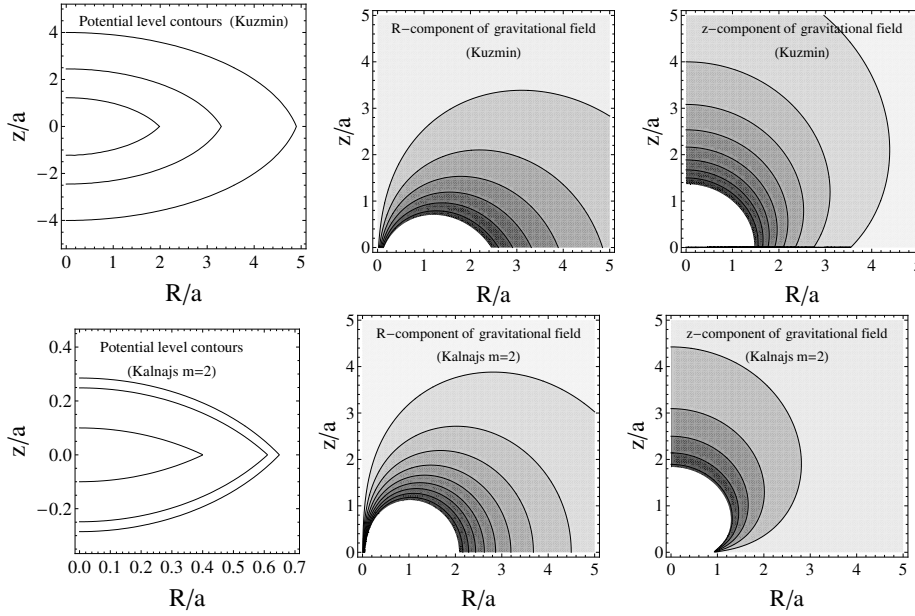 Potential level contours (Kuzmin)
z/a
4
2
0
−2
−4
0 1 2 3 4 5
R/a
R−component of gravitational field
(Kuzmin)
z/a
5
4
3
2
1
0
0 1 2 3 4 5
R/a
z−component of gravitational field
(Kuzmin)
z/a
5
4
3
2
1
0
0 1 2 3 4 5
R/a
Potential level contours
(Kalnajs m=2)
z/a
0.4
0.2
0.0
−0.2
0.0 0.1 0.2 0.3 0.4 0.5 0.6 0.7
R/a
R−component of gravitational field
(Kalnajs m=2)
z/a
5
4
3
2
1
0
0 1 2 3 4 5
R/a
z−component of gravitational field
(Kalnajs m=2)
z/a
5
4
3
2
1
0
0 1 2 3 4 5
R/a